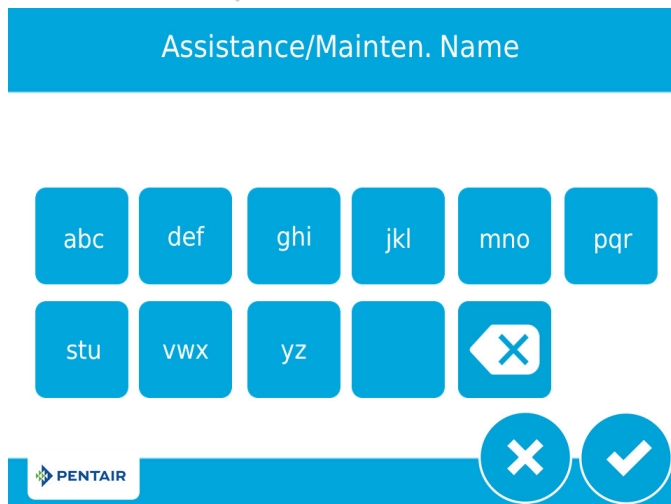 Assistance/Mainten. Name
abc def ghi jkl mno pqr
stu vwx yz
PENTAIR